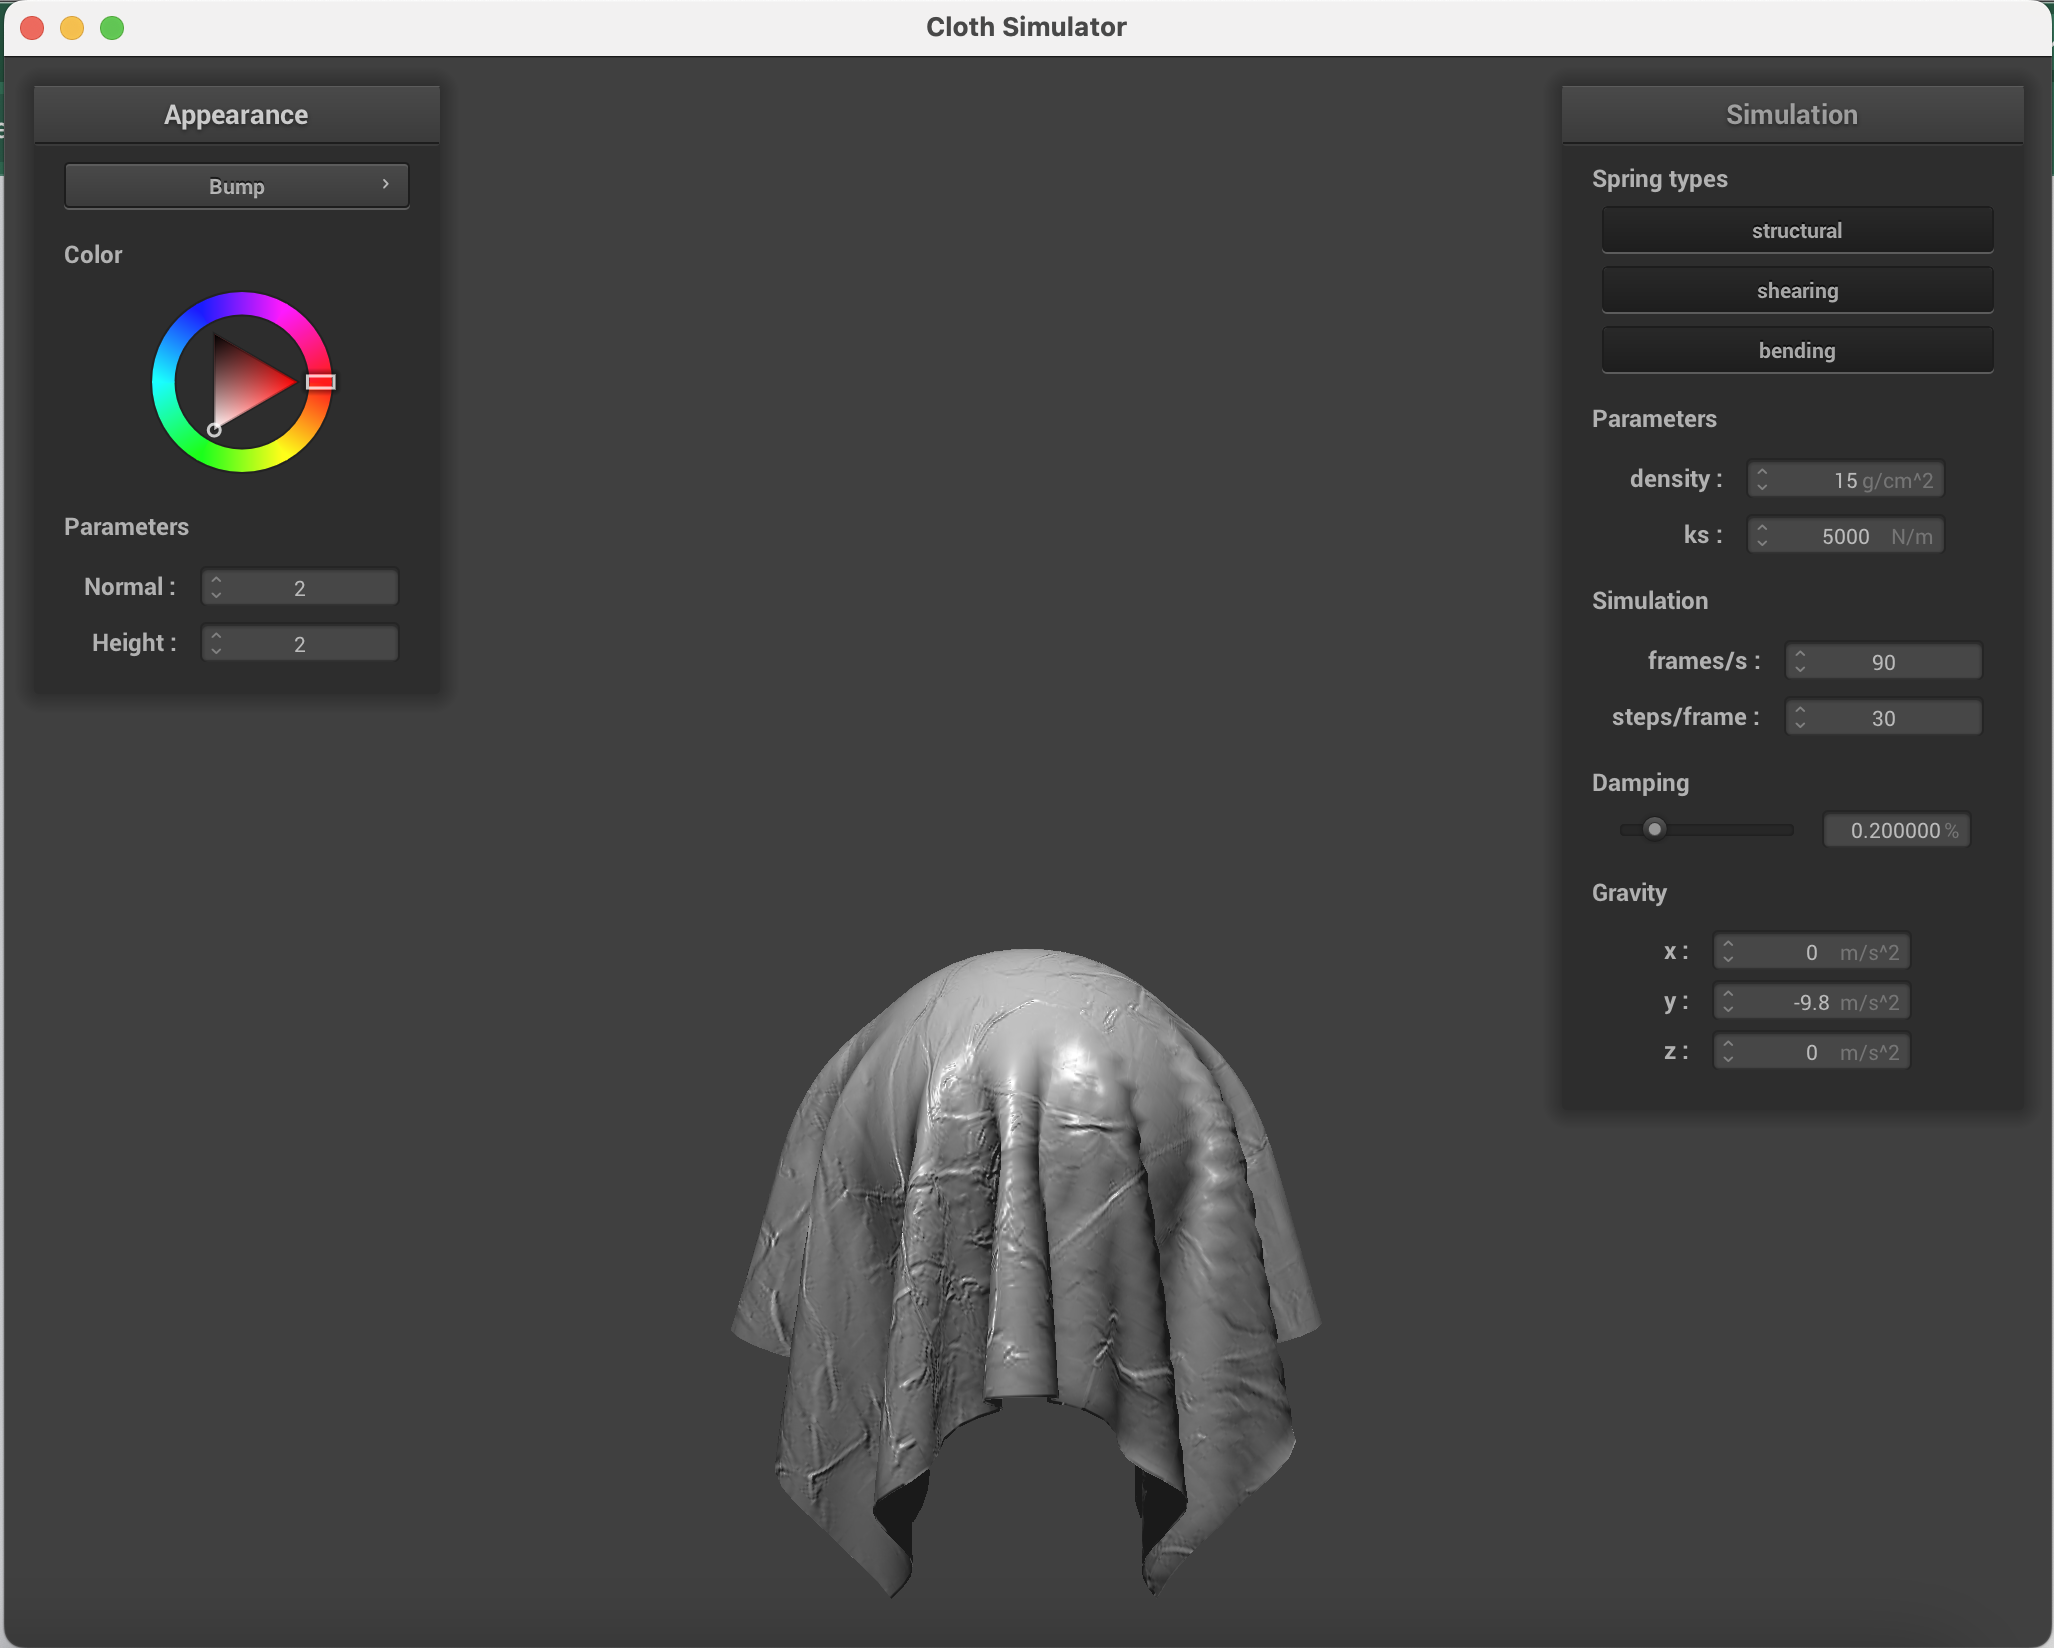 Cloth Simulator
Appearance
Bump
Color
Parameters
Normal : 2
Height : 2
Simulation
Spring types
structural
shearing
bending
Parameters
density : 15 g/cm^2
ks : 5000 N/m
Simulation
frames/s : 90
steps/frame : 30
Damping
0.200000 %
Gravity
x : 0 m/s^2
y : -9.8 m/s^2
z : 0 m/s^2